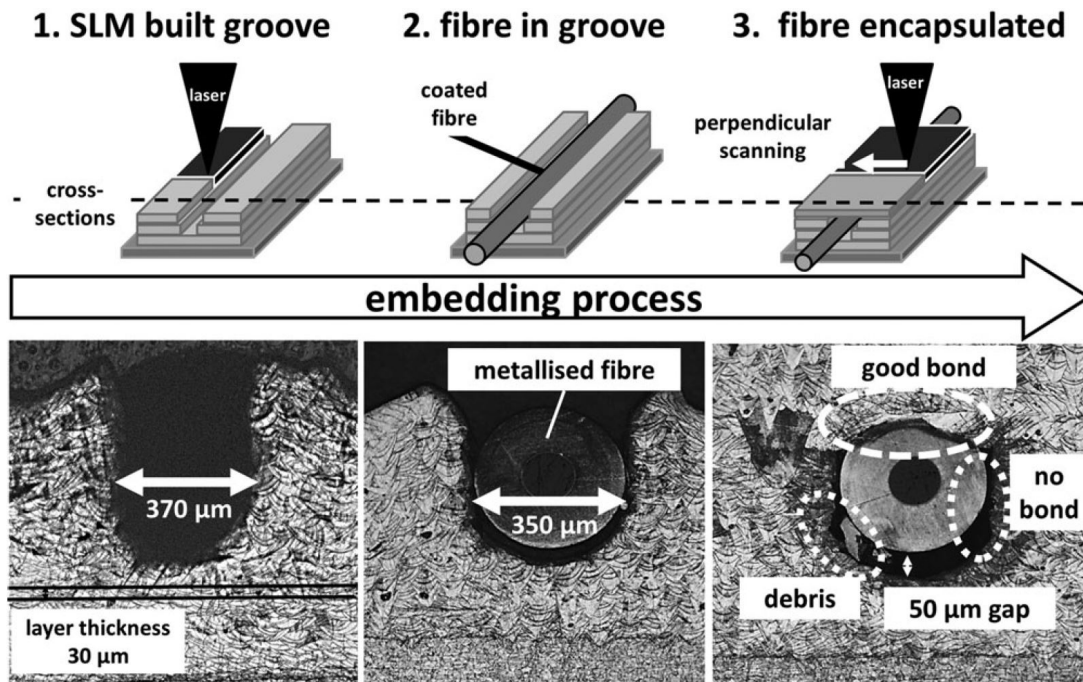 1. SLM built groove
2. fibre in groove
3. fibre encapsulated
laser
coated
fibre
laser
perpendicular
scanning
cross-
sections
embedding process
370 µm
layer thickness
30 µm
metallised fibre
350 µm
good bond
no
bond
debris
50 µm gap